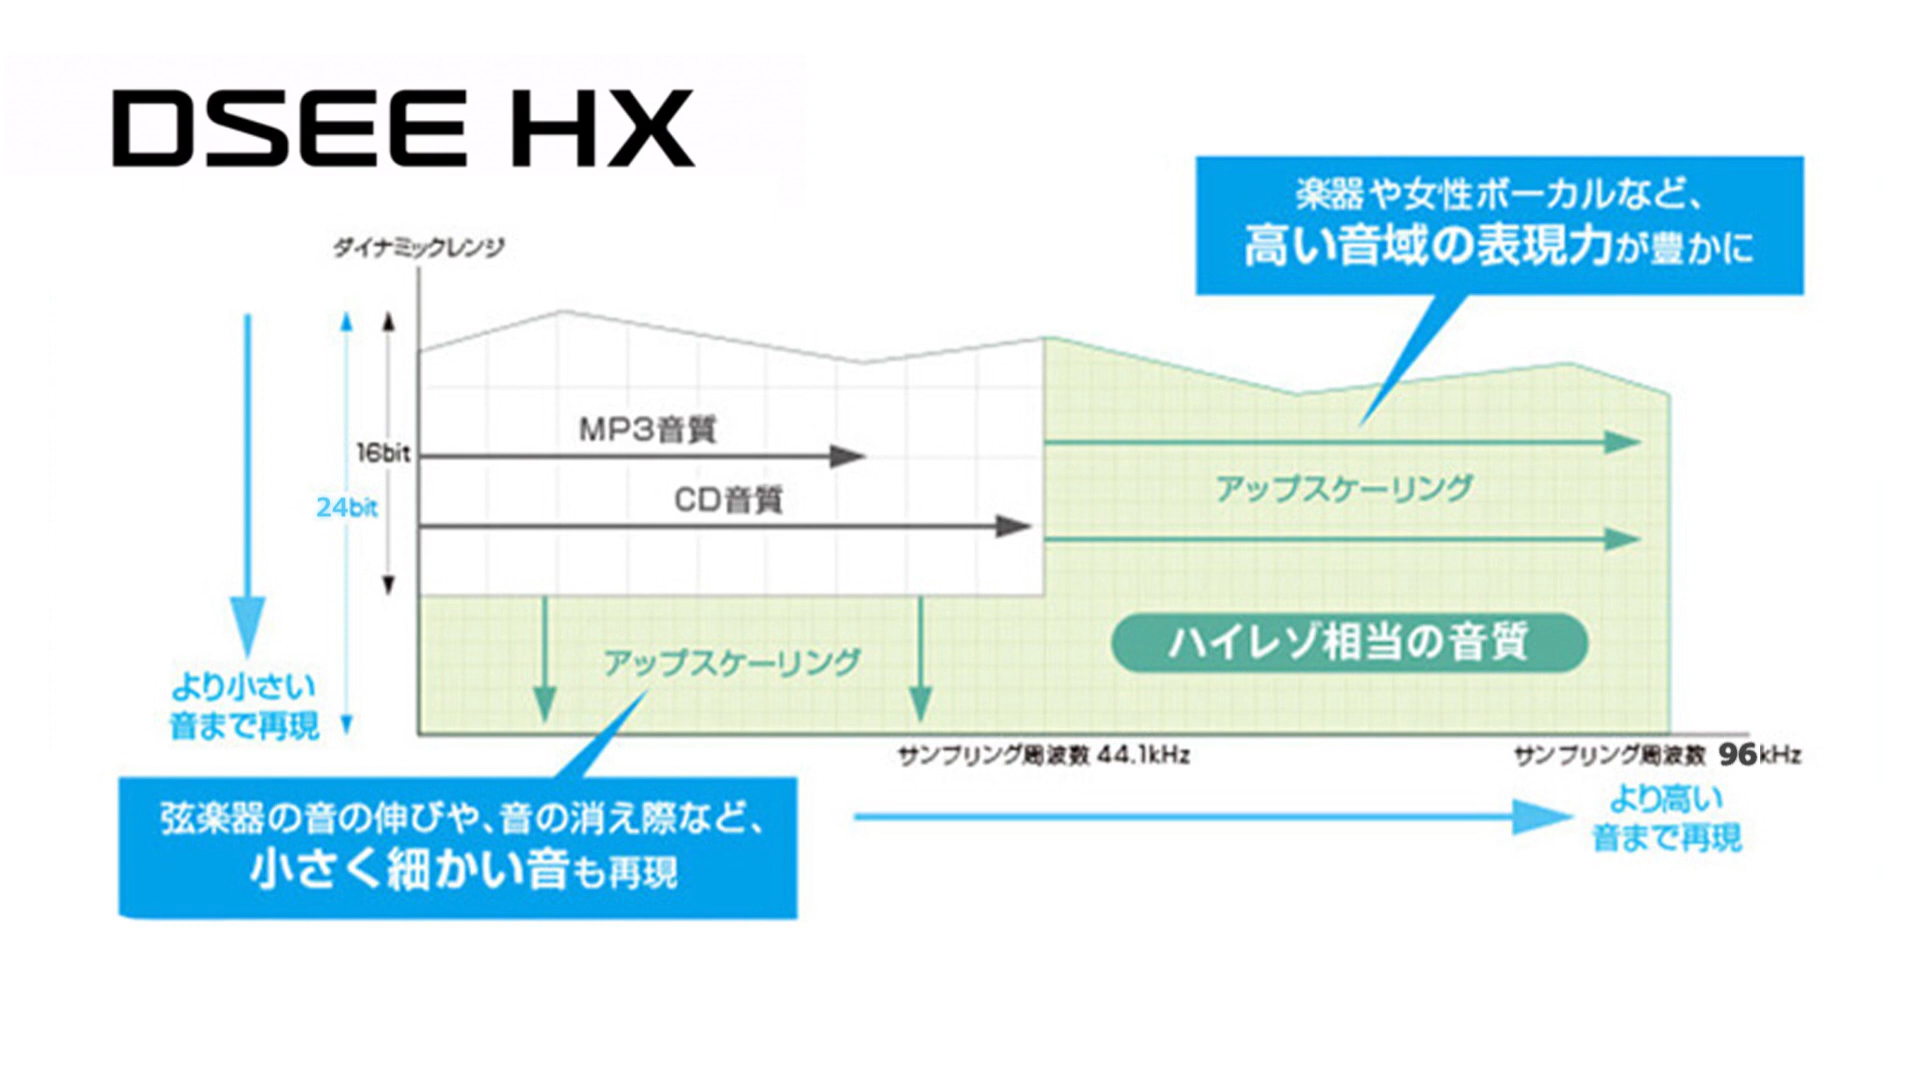 DSEE HX
楽器や女性ボーカルなど、
高い音域の表現力が豊かに
ダイナミックレンジ
MP3音質
16bit
CD音質
24bit
アップスケーリング
ハイレゾ相当の音質
アップスケーリング
より小さい
音まで再現
サンプリング周波数 44.1kHz
サンプリング周波数 96kHz
より高い
音まで再現
弦楽器の音の伸びや、音の消え際など、
小さく細かい音も再現